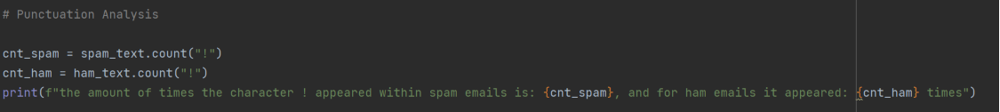 # Punctuation Analysis
cnt_spam = spam_text.count("!")
cnt_ham = ham_text.count("!")
print(f"the amount of times the character ! appeared within spam emails is: {cnt_spam}, and for ham emails it appeared: {cnt_ham} times")